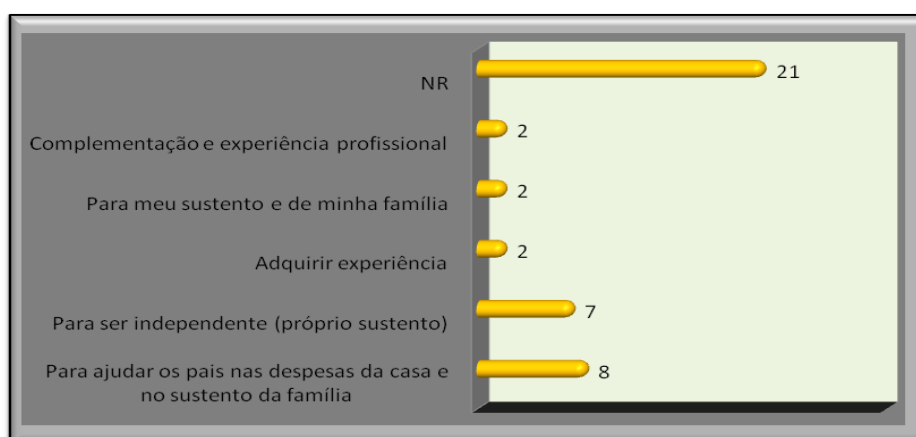 NR
21
Complementação e experiência profissional
2
Para meu sustento e de minha família
2
Adquirir experiência
2
Para ser independente (próprio sustento)
7
Para ajudar os pais nas despesas da casa e
no sustento da família
8